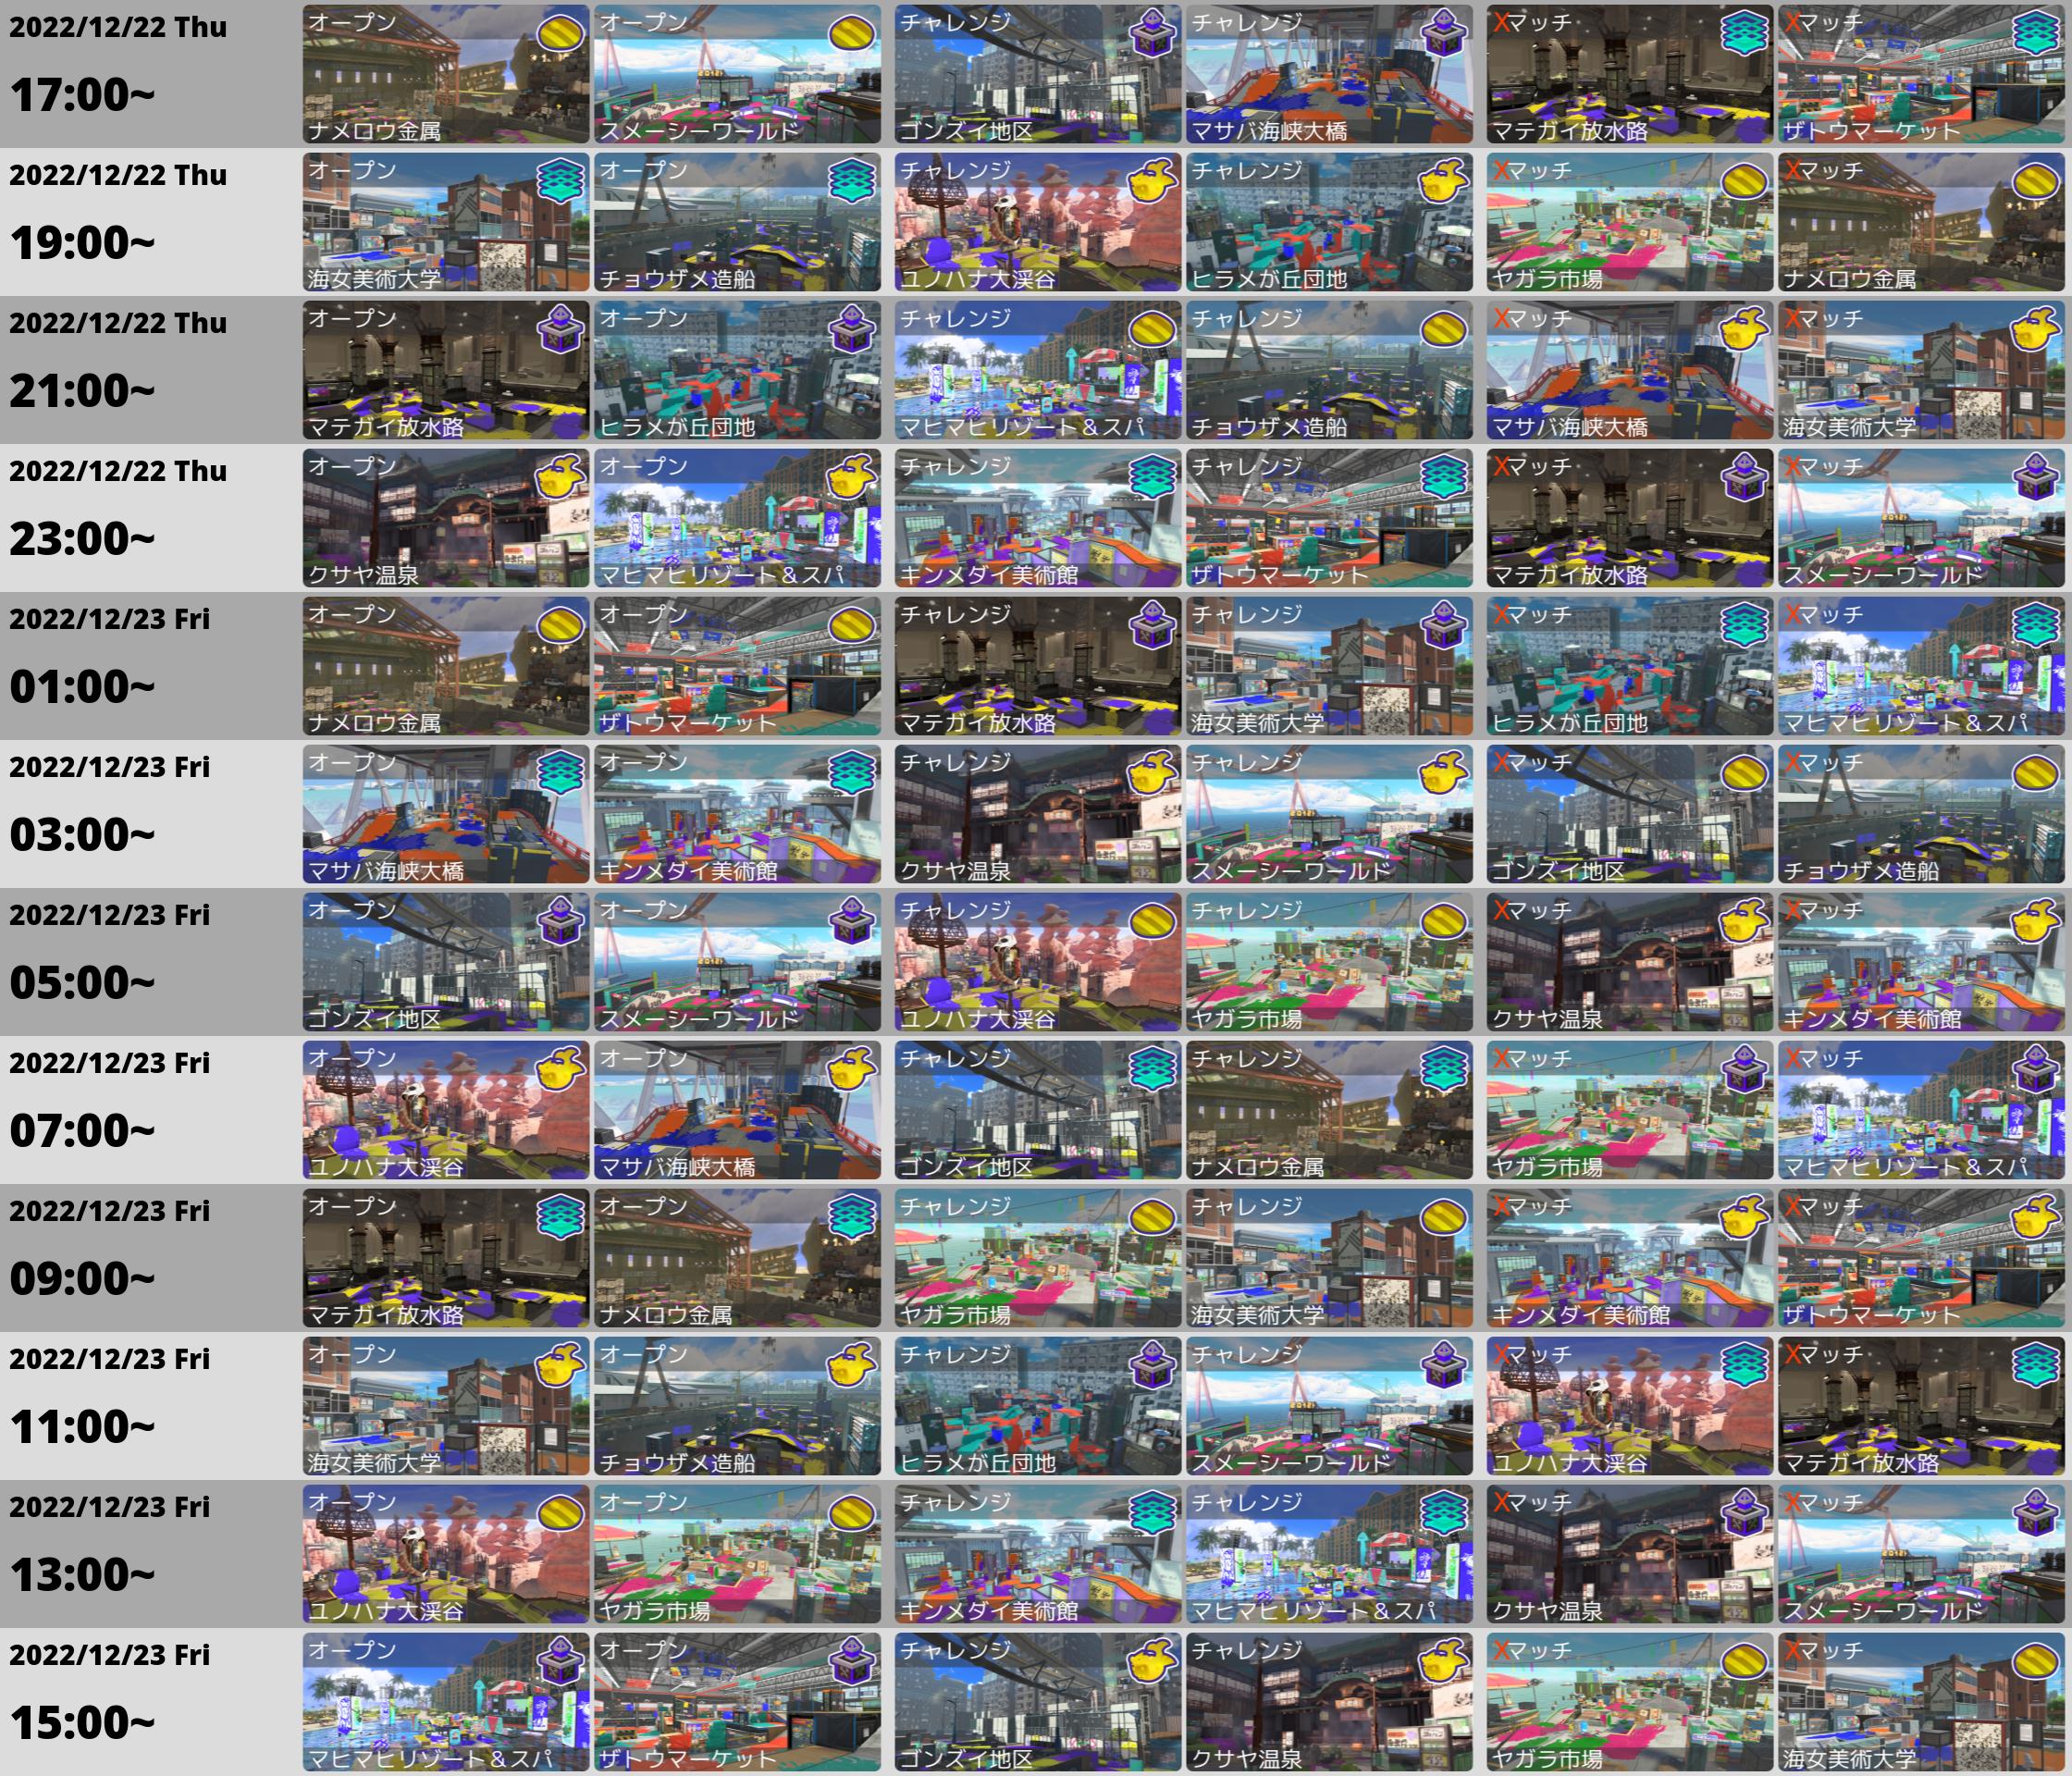 2022/12/22 Thu
17:00~
オープン オープン チャレンジ チャレンジ Xマッチ Xマッチ
ナメロウ金属 スメーシーワールド ゴンズイ地区 マサバ海峡大橋 マテガイ放水路 ザトウマーケット
2022/12/22 Thu
19:00~
オープン オープン チャレンジ チャレンジ Xマッチ Xマッチ
海女美術大学 チョウザメ造船 ユノハナ大渓谷 ヒラメが丘団地 ヤガラ市場 ナメロウ金属
2022/12/22 Thu
21:00~
オープン オープン チャレンジ チャレンジ Xマッチ Xマッチ
マテガイ放水路 ヒラメが丘団地 マヒマヒリゾート＆スパ チョウザメ造船 マサバ海峡大橋 海女美術大学
2022/12/22 Thu
23:00~
オープン オープン チャレンジ チャレンジ Xマッチ Xマッチ
クサヤ温泉 マヒマヒリゾート＆スパ キンメダイ美術館 ザトウマーケット マテガイ放水路 スメーシーワールド
2022/12/23 Fri
01:00~
オープン オープン チャレンジ チャレンジ Xマッチ Xマッチ
ナメロウ金属 ザトウマーケット マテガイ放水路 海女美術大学 ヒラメが丘団地 マヒマヒリゾート＆スパ
2022/12/23 Fri
03:00~
オープン オープン チャレンジ チャレンジ Xマッチ Xマッチ
マサバ海峡大橋 キンメダイ美術館 クサヤ温泉 スメーシーワールド ゴンズイ地区 チョウザメ造船
2022/12/23 Fri
05:00~
オープン オープン チャレンジ チャレンジ Xマッチ Xマッチ
ゴンズイ地区 スメーシーワールド ユノハナ大渓谷 ヤガラ市場 クサヤ温泉 キンメダイ美術館
2022/12/23 Fri
07:00~
オープン オープン チャレンジ チャレンジ Xマッチ Xマッチ
ユノハナ大渓谷 マサバ海峡大橋 ゴンズイ地区 ナメロウ金属 ヤガラ市場 マヒマヒリゾート＆スパ
2022/12/23 Fri
09:00~
オープン オープン チャレンジ チャレンジ Xマッチ Xマッチ
マテガイ放水路 ナメロウ金属 ヤガラ市場 海女美術大学 キンメダイ美術館 ザトウマーケット
2022/12/23 Fri
11:00~
オープン オープン チャレンジ チャレンジ Xマッチ Xマッチ
海女美術大学 チョウザメ造船 ヒラメが丘団地 スメーシーワールド ユノハナ大渓谷 マテガイ放水路
2022/12/23 Fri
13:00~
オープン オープン チャレンジ チャレンジ Xマッチ Xマッチ
ユノハナ大渓谷 ヤガラ市場 キンメダイ美術館 マヒマヒリゾート＆スパ クサヤ温泉 スメーシーワールド
2022/12/23 Fri
15:00~
オープン オープン チャレンジ チャレンジ Xマッチ Xマッチ
マヒマヒリゾート＆スパ ザトウマーケット ゴンズイ地区 クサヤ温泉 ヤガラ市場 海女美術大学